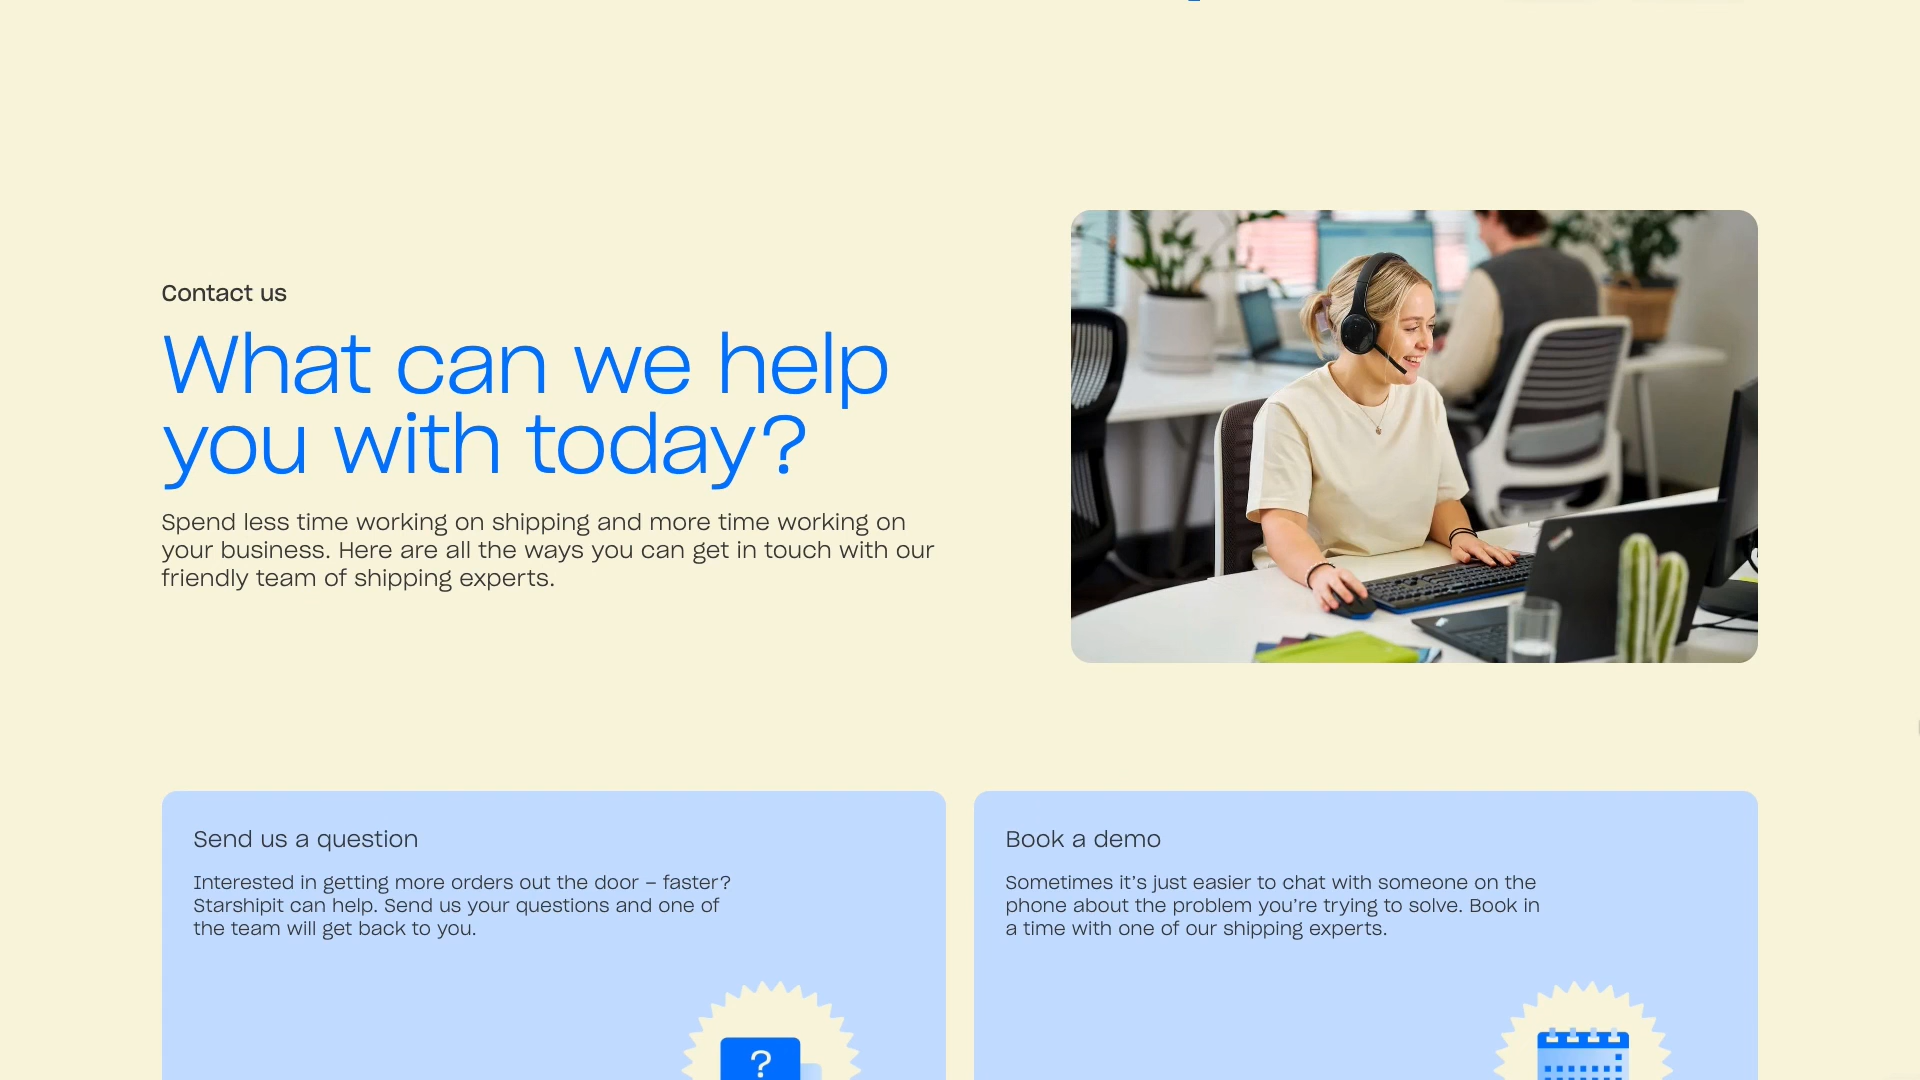 Contact us
What can we help
you with today?
Spend less time working on shipping and more time working on
your business. Here are all the ways you can get in touch with our
friendly team of shipping experts.
Send us a question
Interested in getting more orders out the door – faster?
Starshipit can help. Send us your questions and one of
the team will get back to you.
Book a demo
Sometimes it’s just easier to chat with someone on the
phone about the problem you’re trying to solve. Book in
a time with one of our shipping experts.
?